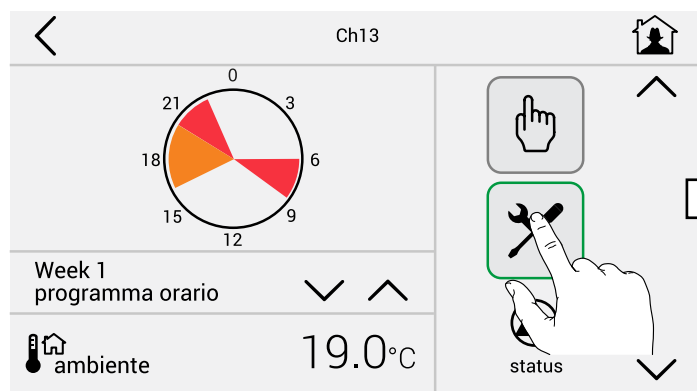 Ch13
0
21
3
18
6
15
9
12
Week 1
programma orario
ambiente
19.0°C
status